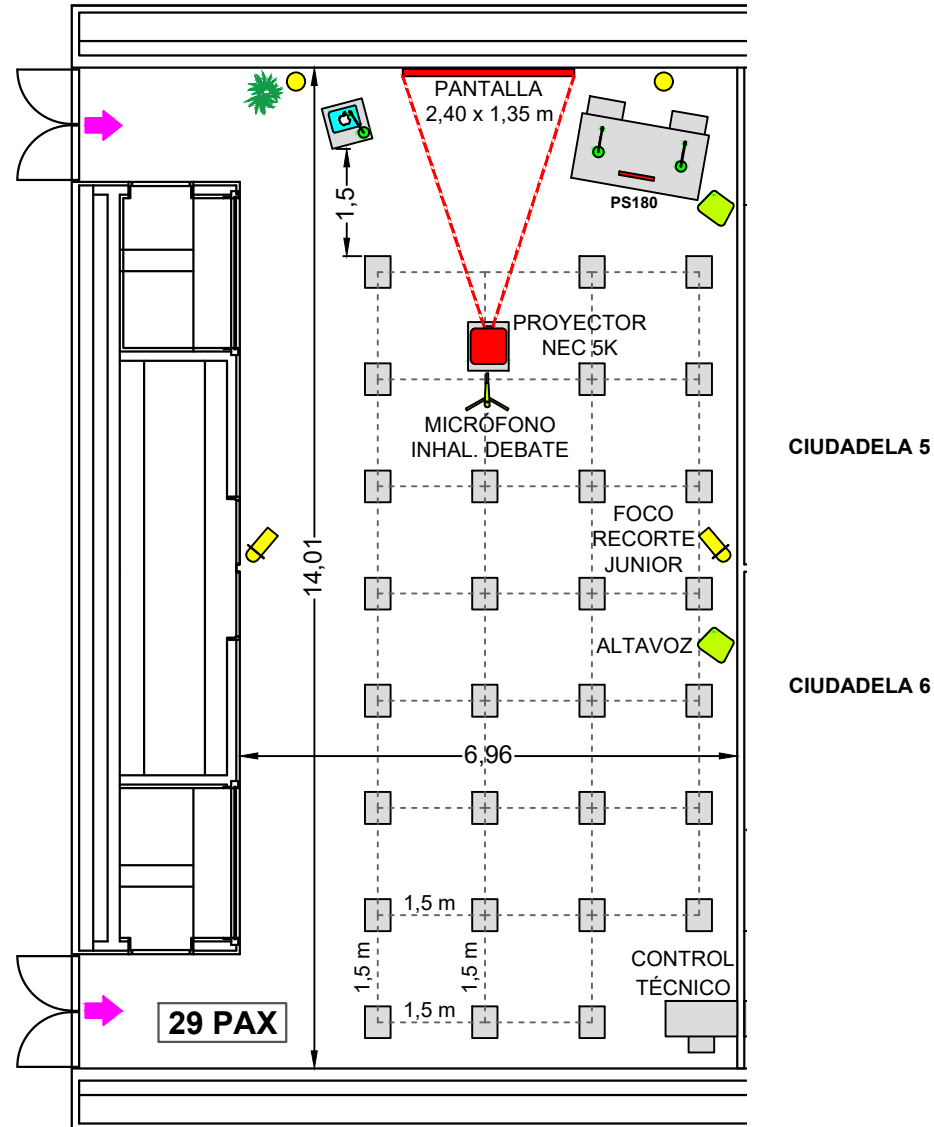 PANTALLA
2,40 x 1,35 m
1,5
PS180
PROYECTOR
NEC 5K
MICRÓFONO
INHAL. DEBATE
CIUDADELA 5
FOCO
RECORTE
JUNIOR
14,01
ALTAVOZ
CIUDADELA 6
6,96
1,5 m
1,5 m
1,5 m
CONTROL
TÉCNICO
1,5 m
29 PAX